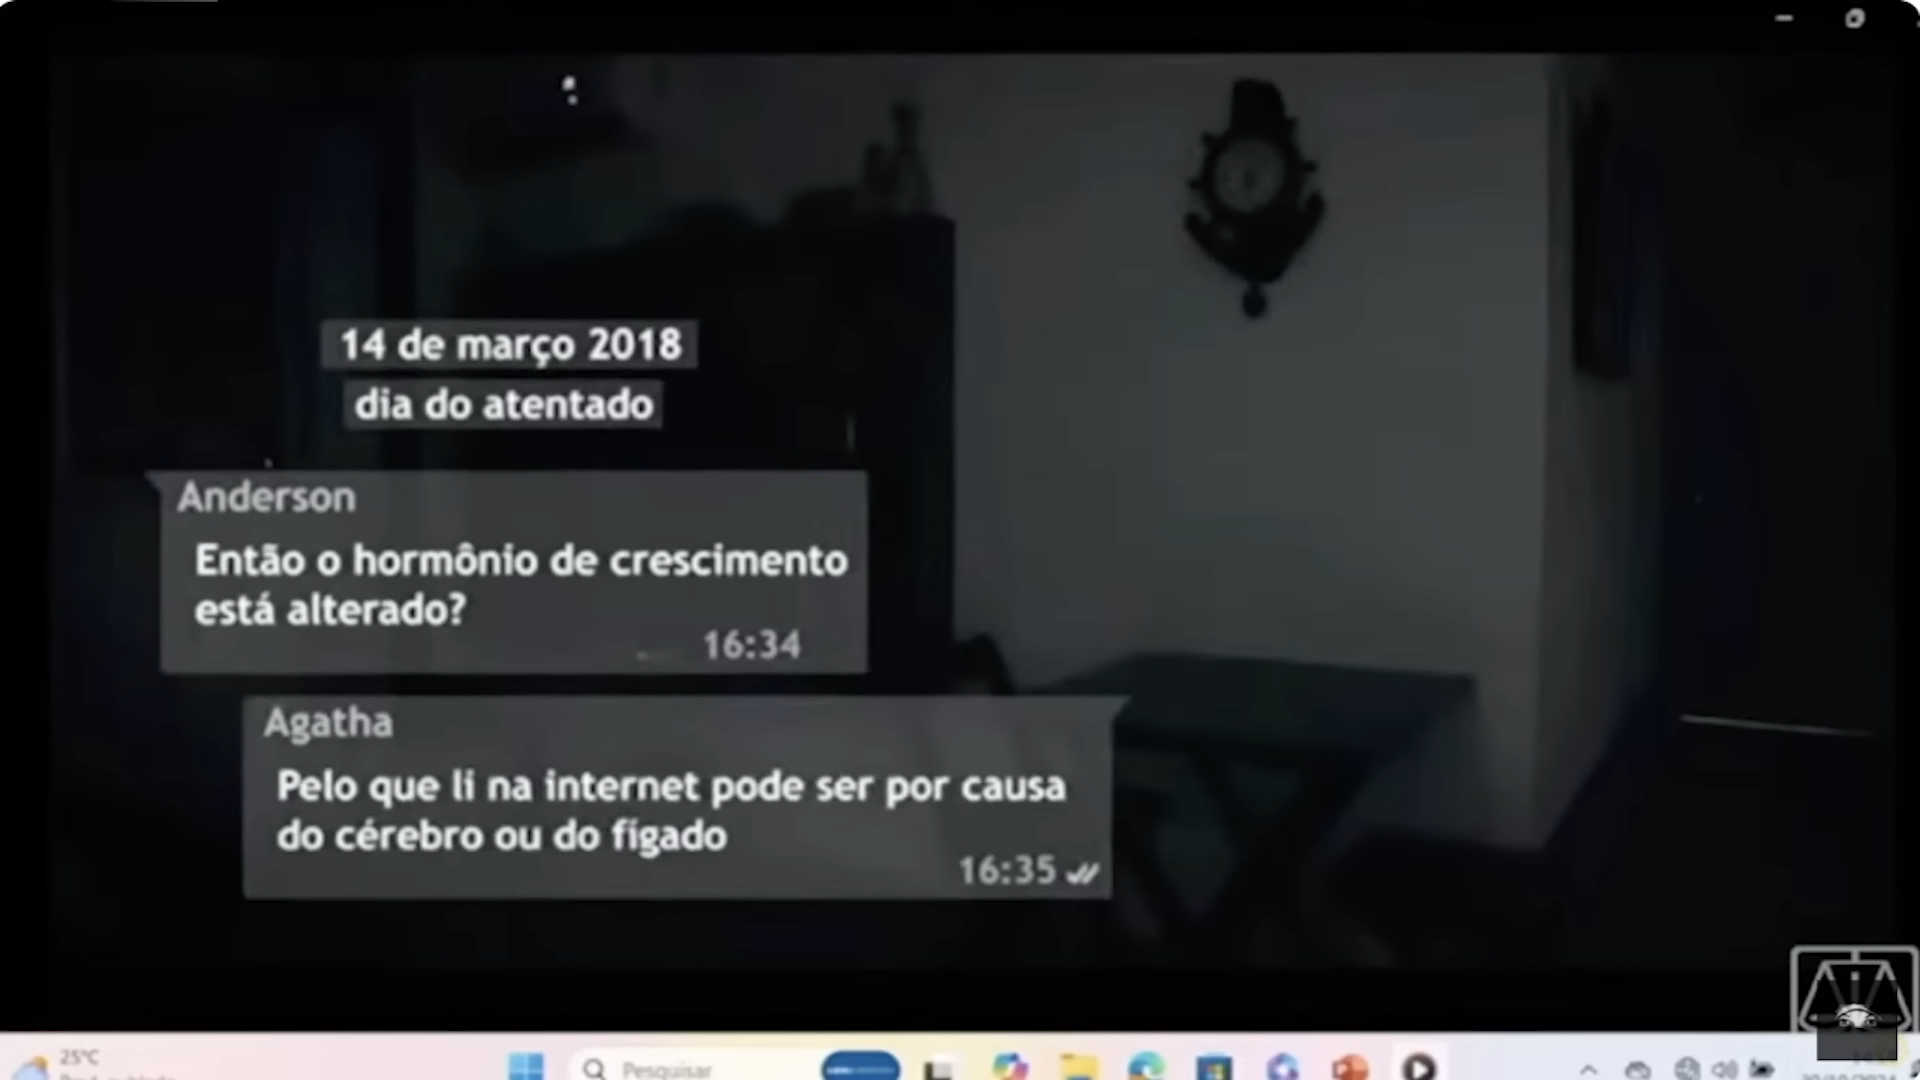 14 de março 2018
dia do atentado
Anderson
Então o hormônio de crescimento
está alterado?
16:34
Agatha
Pelo que li na internet pode ser por causa
do cérebro ou do fígado
16:35
25°C
Pesquisar